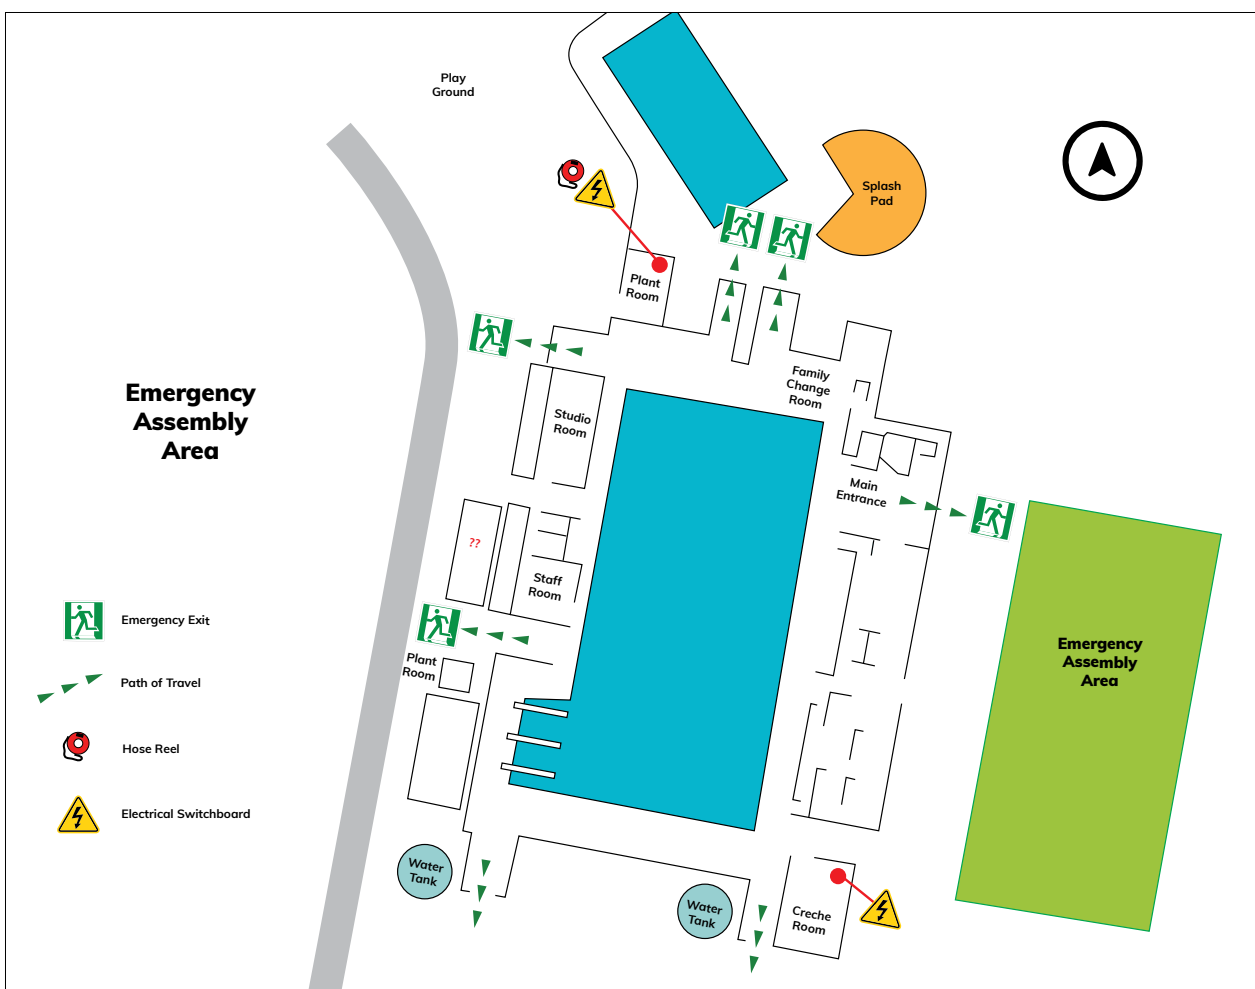 Play
Ground
Splash
Pad
Plant
Room
Family
Change
Room
Emergency
Assembly
Area
Studio
Room
Main
Entrance
??
Staff
Room
Emergency Exit
Emergency
Assembly
Area
Plant
Room
Path of Travel
Hose Reel
Electrical Switchboard
Water
Tank
Water
Tank
Creche
Room